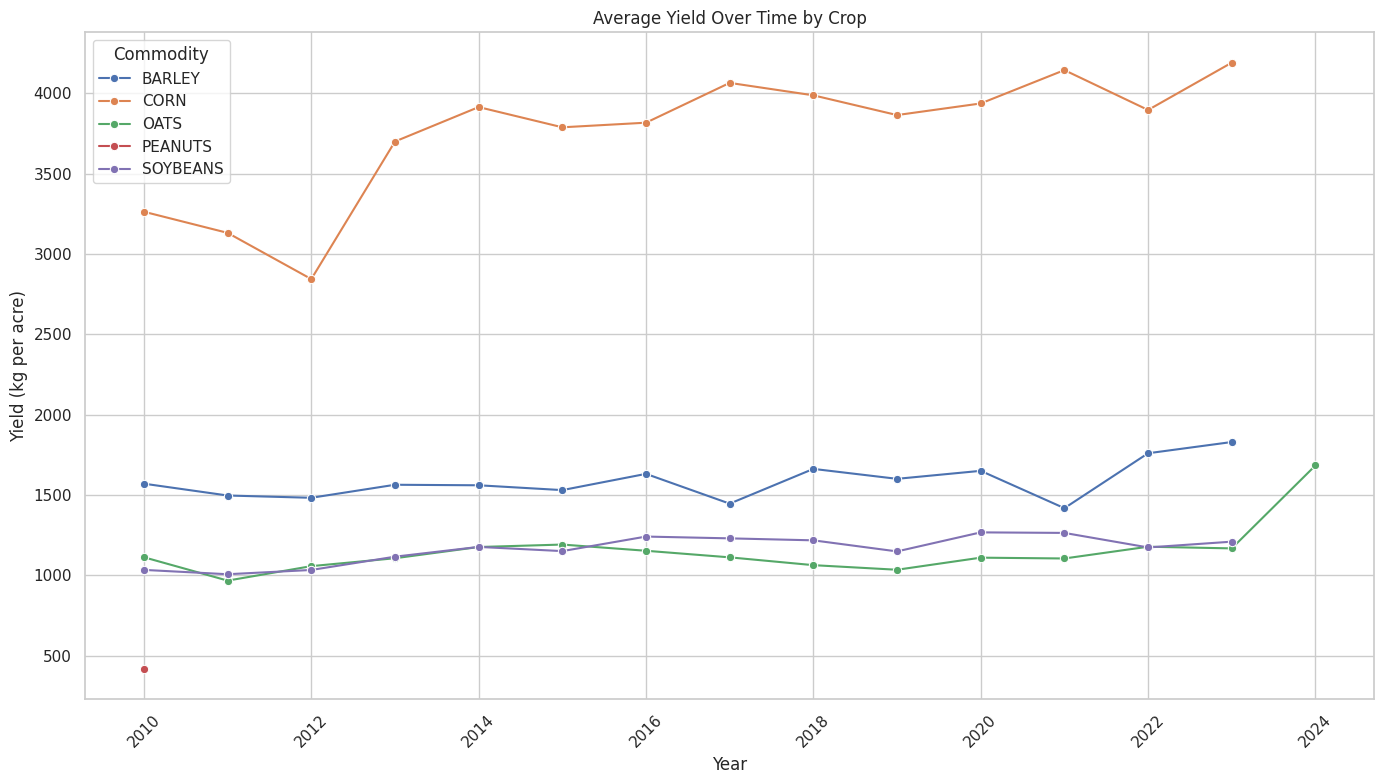 Average Yield Over Time by Crop
Commodity
BARLEY
CORN
OATS
PEANUTS
SOYBEANS
Yield (kg per acre)
4000
3500
3000
2500
2000
1500
1000
500
2010
2012
2014
2016
2018
2020
2022
2024
Year